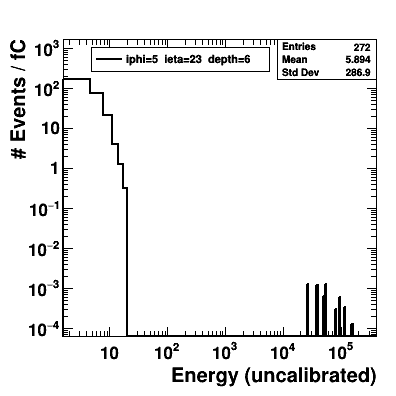 iphi=5 ieta=23 depth=6
Entries 272
Mean 5.894
Std Dev 286.9
# Events / fC
10³
10²
10
1
10⁻¹
10⁻²
10⁻³
10⁻⁴
10 10² 10³ 10⁴ 10⁵
Energy (uncalibrated)